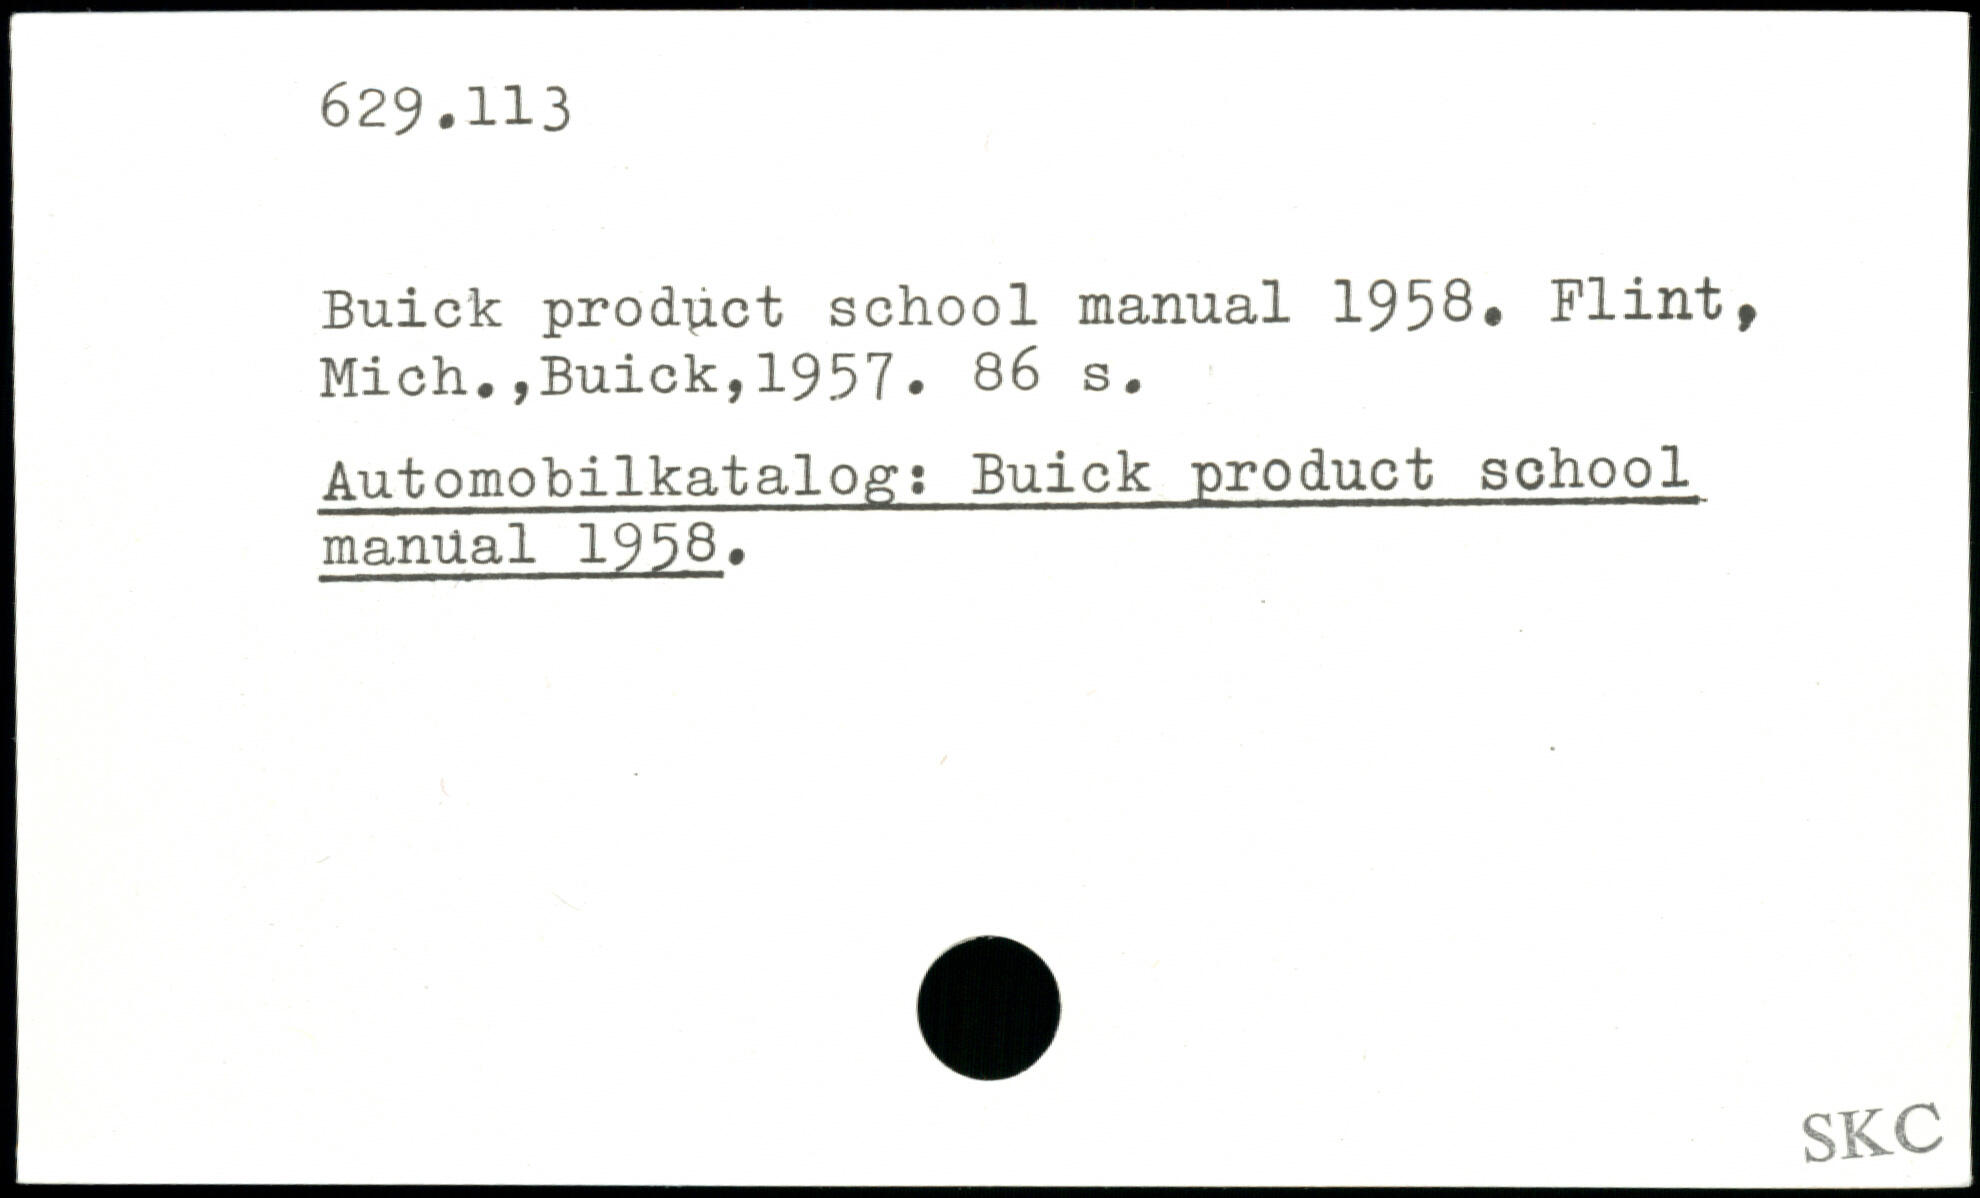 629.113
Buick product school manual 1958. Flint,
Mich.,Buick,1957. 86 s.
Automobilkatalog: Buick product school
manual 1958.
SKC